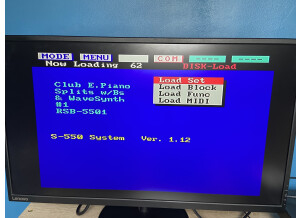 MODE MENU COM
Now Loading 62 DISK-Load
Load Set
Load Block
Load Func
Load MIDI
Club E.Piano
Splits w/Bs
& WaveSynth
#1
RSB-5501
S-550 System Ver. 1.12
Lenovo